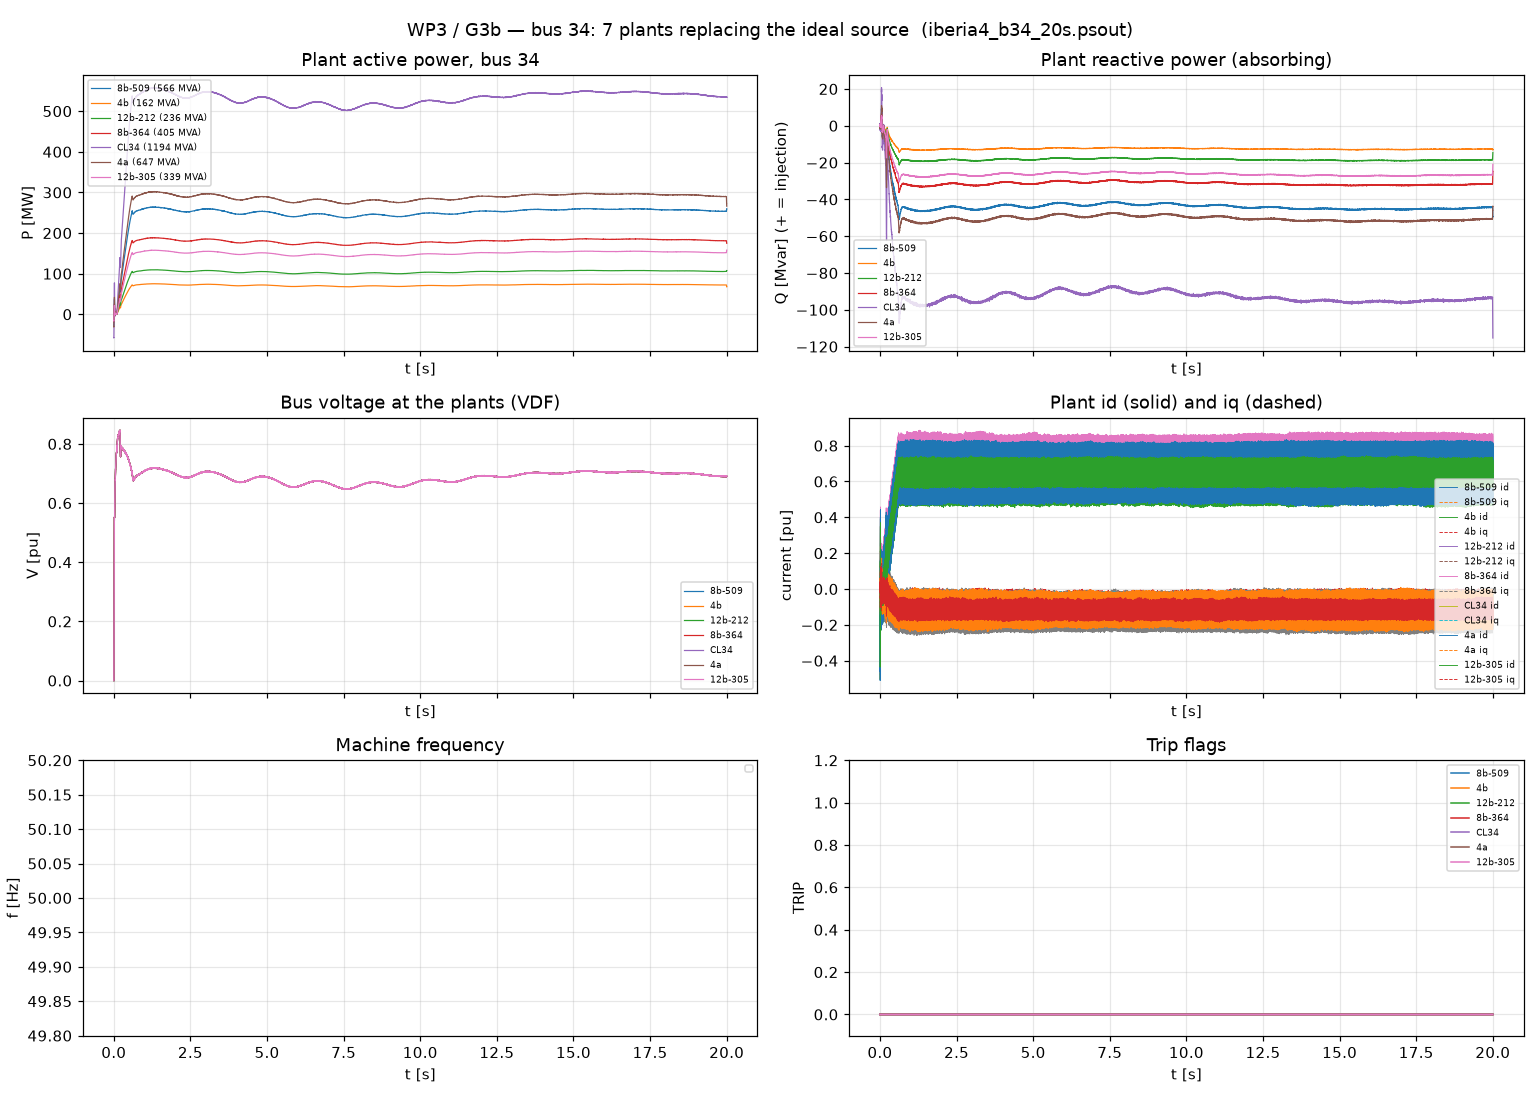 WP3 / G3b — bus 34: 7 plants replacing the ideal source  (iberia4_b34_20s.psout)
Plant active power, bus 34
500
400
300
200
100
0
P [MW]
8b-509 (566 MVA)
4b (162 MVA)
12b-212 (236 MVA)
8b-364 (405 MVA)
CL34 (1194 MVA)
4a (647 MVA)
12b-305 (339 MVA)
t [s]
Plant reactive power (absorbing)
20
0
−20
−40
−60
−80
−100
−120
Q [Mvar] (+ = injection)
8b-509
4b
12b-212
8b-364
CL34
4a
12b-305
t [s]
Bus voltage at the plants (VDF)
0.8
0.6
0.4
0.2
0.0
V [pu]
8b-509
4b
12b-212
8b-364
CL34
4a
12b-305
t [s]
Plant id (solid) and iq (dashed)
0.8
0.6
0.4
0.2
0.0
−0.2
−0.4
current [pu]
8b-509 id
8b-509 iq
4b id
4b iq
12b-212 id
12b-212 iq
8b-364 id
8b-364 iq
CL34 id
CL34 iq
4a id
4a iq
12b-305 id
12b-305 iq
t [s]
Machine frequency
50.20
50.15
50.10
50.05
50.00
49.95
49.90
49.85
49.80
f [Hz]
0.0 2.5 5.0 7.5 10.0 12.5 15.0 17.5 20.0
t [s]
Trip flags
1.2
1.0
0.8
0.6
0.4
0.2
0.0
TRIP
8b-509
4b
12b-212
8b-364
CL34
4a
12b-305
0.0 2.5 5.0 7.5 10.0 12.5 15.0 17.5 20.0
t [s]